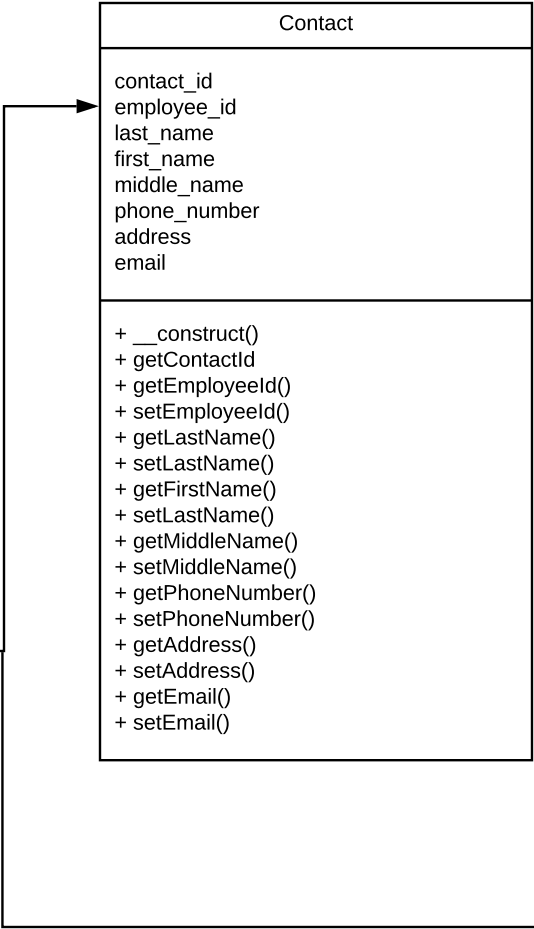 Contact
contact_id
employee_id
last_name
first_name
middle_name
phone_number
address
email
+ __construct()
+ getContactId
+ getEmployeeId()
+ setEmployeeId()
+ getLastName()
+ setLastName()
+ getFirstName()
+ setLastName()
+ getMiddleName()
+ setMiddleName()
+ getPhoneNumber()
+ setPhoneNumber()
+ getAddress()
+ setAddress()
+ getEmail()
+ setEmail()